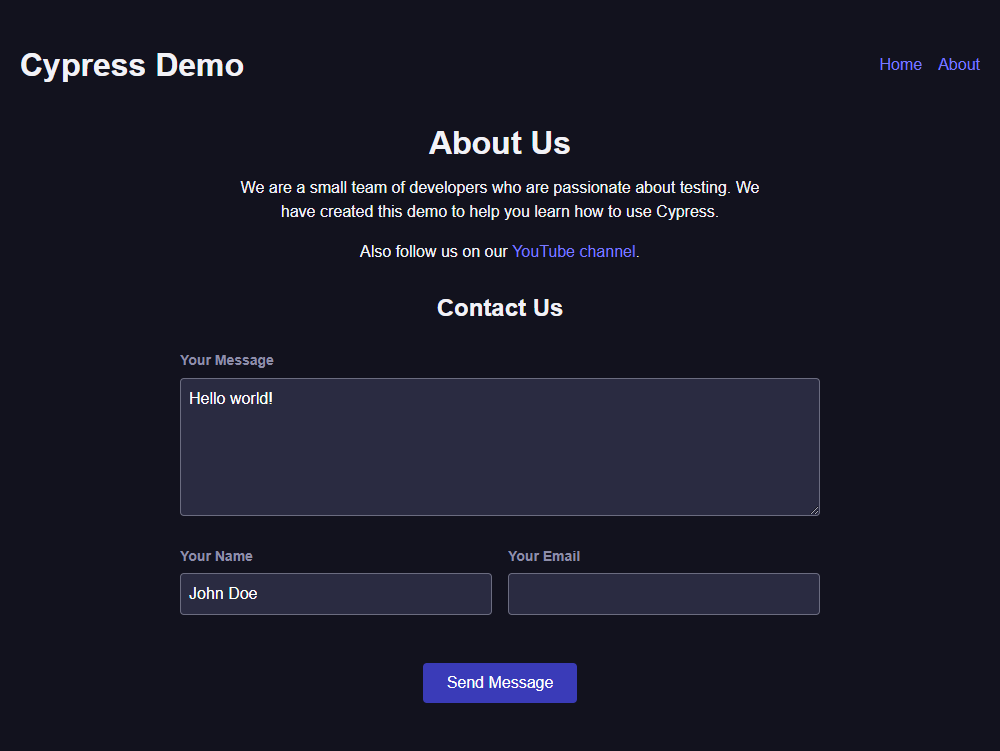 Cypress Demo
Home About
About Us
We are a small team of developers who are passionate about testing. We
have created this demo to help you learn how to use Cypress.
Also follow us on our YouTube channel.
Contact Us
Your Message
Hello world!
Your Name
Your Email
John Doe
Send Message